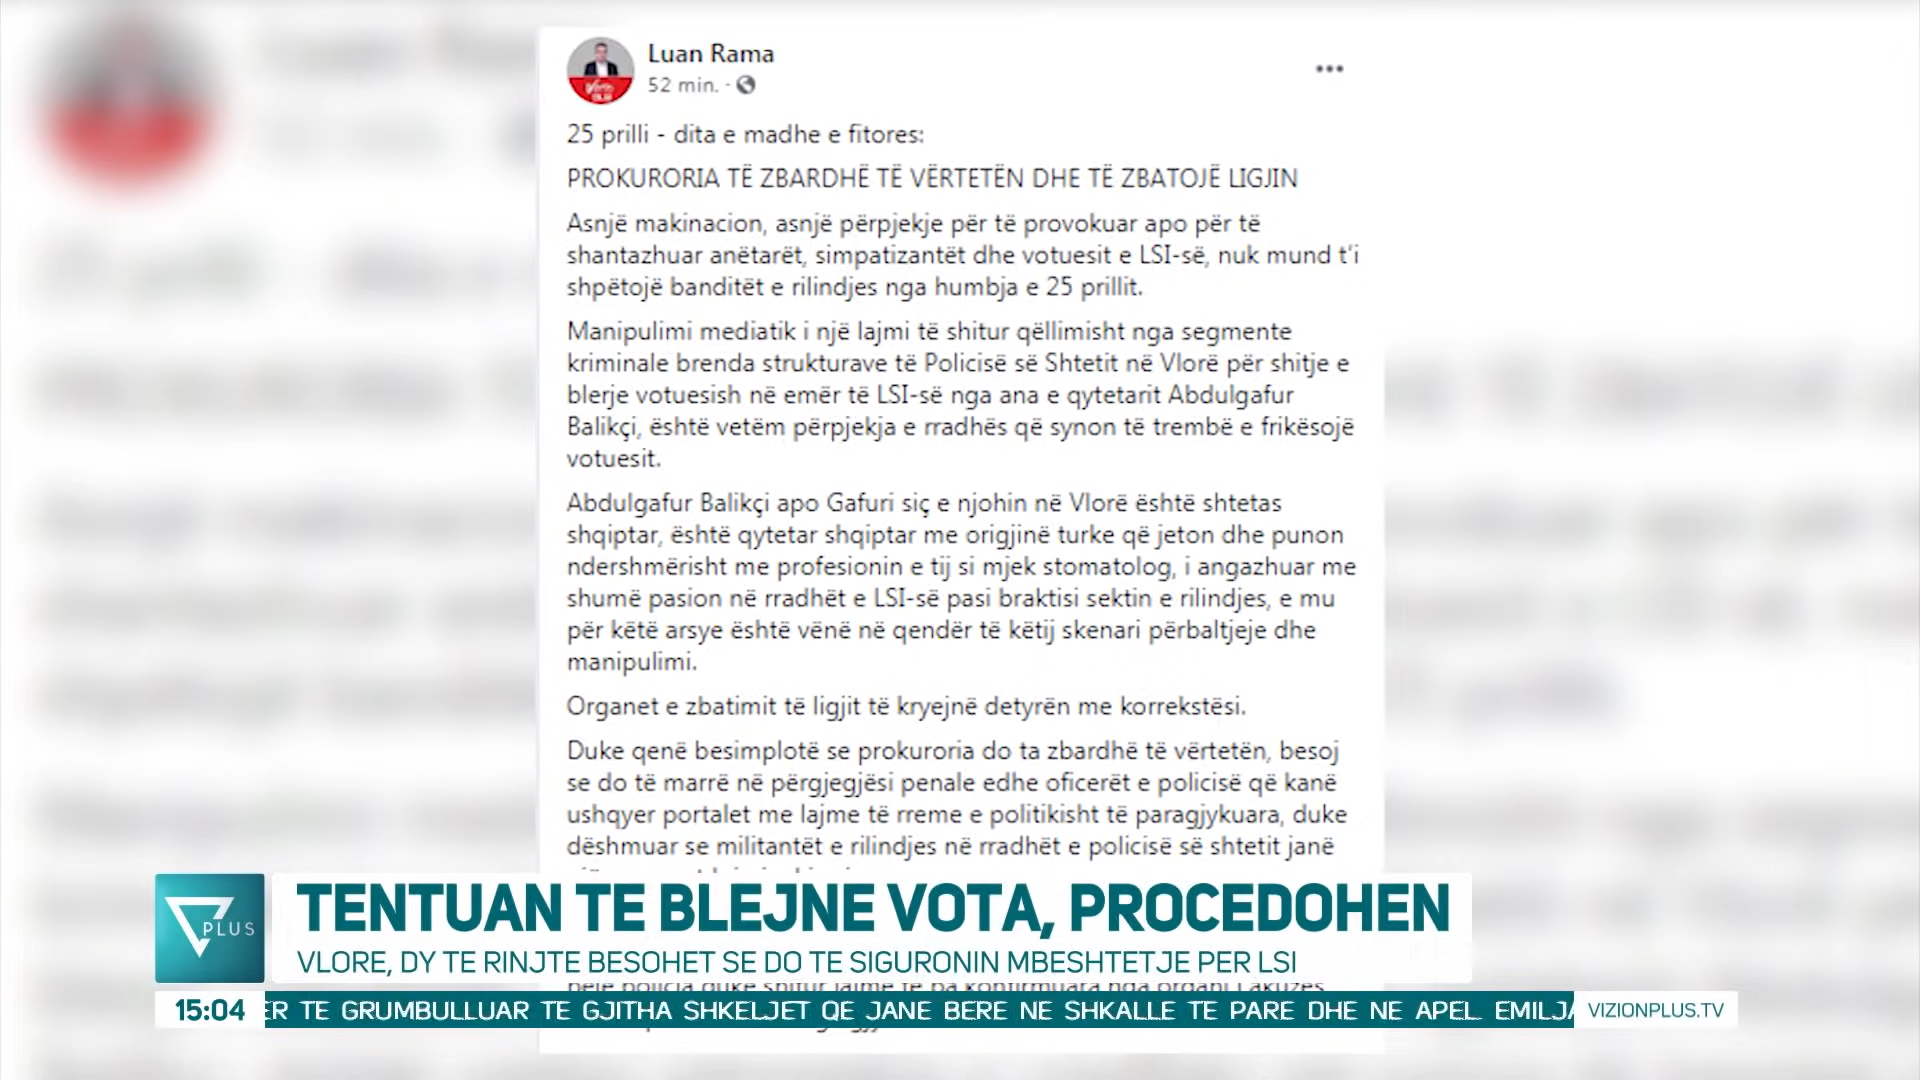 Luan Rama
52 min. ·
25 prilli - dita e madhe e fitores:
PROKURORIA TË ZBARDHË TË VËRTETËN DHE TË ZBATOJË LIGJIN
Asnjë makinacion, asnjë përpjekje për të provokuar apo për të
shantazhuar anëtarët, simpatizantët dhe votuesit e LSI-së, nuk mund t'i
shpëtojë banditët e rilindjes nga humbja e 25 prillit.
Manipulimi mediatik i një lajmi të shitur qëllimisht nga segmente
kriminale brenda strukturave të Policisë së Shtetit në Vlorë për shitje e
blerje votuesish në emër të LSI-së nga ana e qytetarit Abdulgafur
Balikçi, është vetëm përpjekja e rradhës që synon të trembë e frikësojë
votuesit.
Abdulgafur Balikçi apo Gafuri siç e njohin në Vlorë është shtetas
shqiptar, është qytetar shqiptar me origjinë turke që jeton dhe punon
ndershmërisht me profesionin e tij si mjek stomatolog, i angazhuar me
shumë pasion në rradhët e LSI-së pasi braktisi sektin e rilindjes, e mu
për këtë arsye është vënë në qendër të këtij skenari përbaltjeje dhe
manipulimi.
Organet e zbatimit të ligjit të kryejnë detyrën me korrekstësi.
Duke qenë besimplotë se prokuroria do ta zbardhë të vërtetën, besoj
se do të marrë në përgjegjësi penale edhe oficerët e policisë që kanë
ushqyer portalet me lajme të rreme e politikisht të paragjykuara, duke
dëshmuar se militantët e rilindjes në rradhët e policisë së shtetit janë
PLUS
TENTUAN TE BLEJNE VOTA, PROCEDOHEN
VLORE, DY TE RINJTE BESOHET SE DO TE SIGURONIN MBESHTETJE PER LSI
15:04
ER TE GRUMBULLUAR TE GJITHA SHKELJET QE JANE BERE NE SHKALLE TE PARE DHE NE APEL. EMILJA
VIZIONPLUS.TV